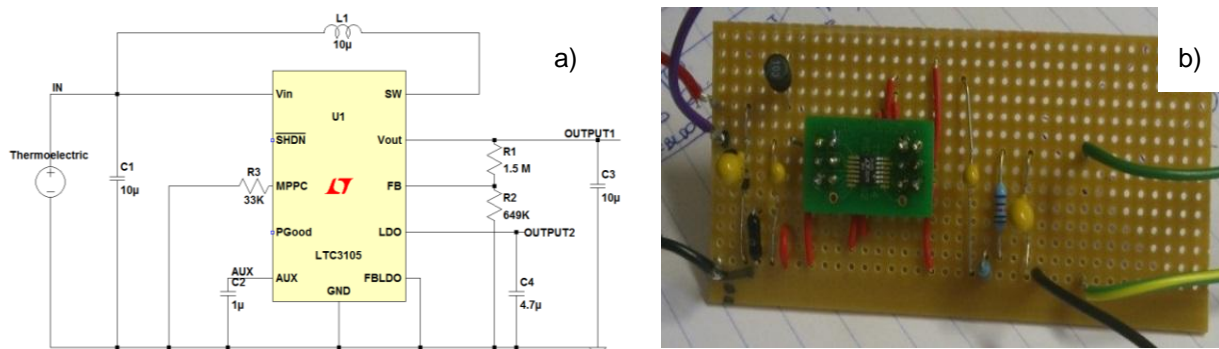 L1
10µ
a)
IN
Vin
SW
U1
SHDN
Vout
OUTPUT1
Thermoelectric
R1
1.5 M
C1
10µ
R3
33K
MPPC
FB
C3
10µ
R2
649K
PGood
LDO
OUTPUT2
LTC3105
AUX
C2
1µ
AUX
FBLDO
GND
C4
4.7µ
b)